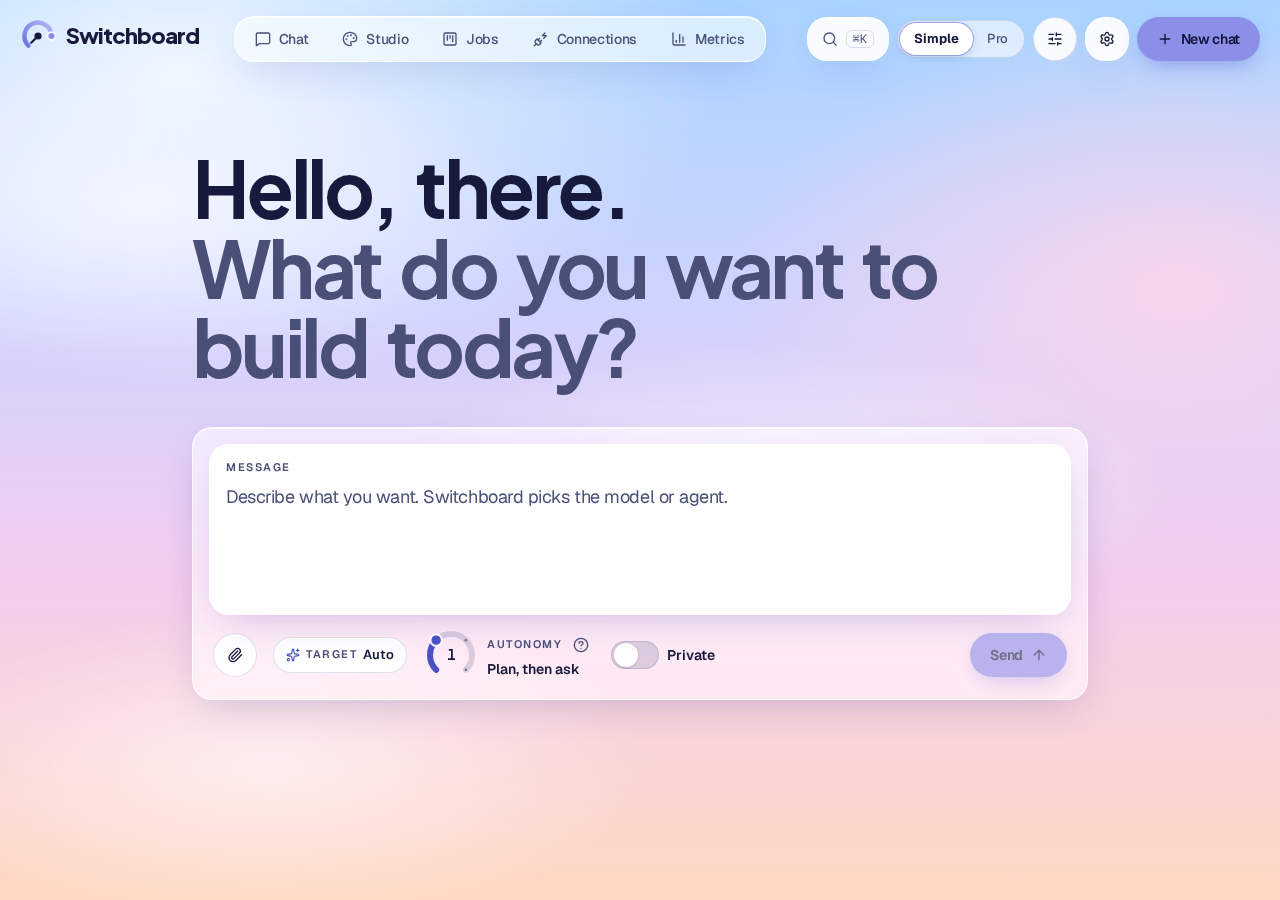 Switchboard
Chat
Studio
Jobs
Connections
Metrics
⌘K
Simple
Pro
New chat
Hello, there.
What do you want to
build today?
MESSAGE
Describe what you want. Switchboard picks the model or agent.
TARGET Auto
1
AUTONOMY
Plan, then ask
Private
Send